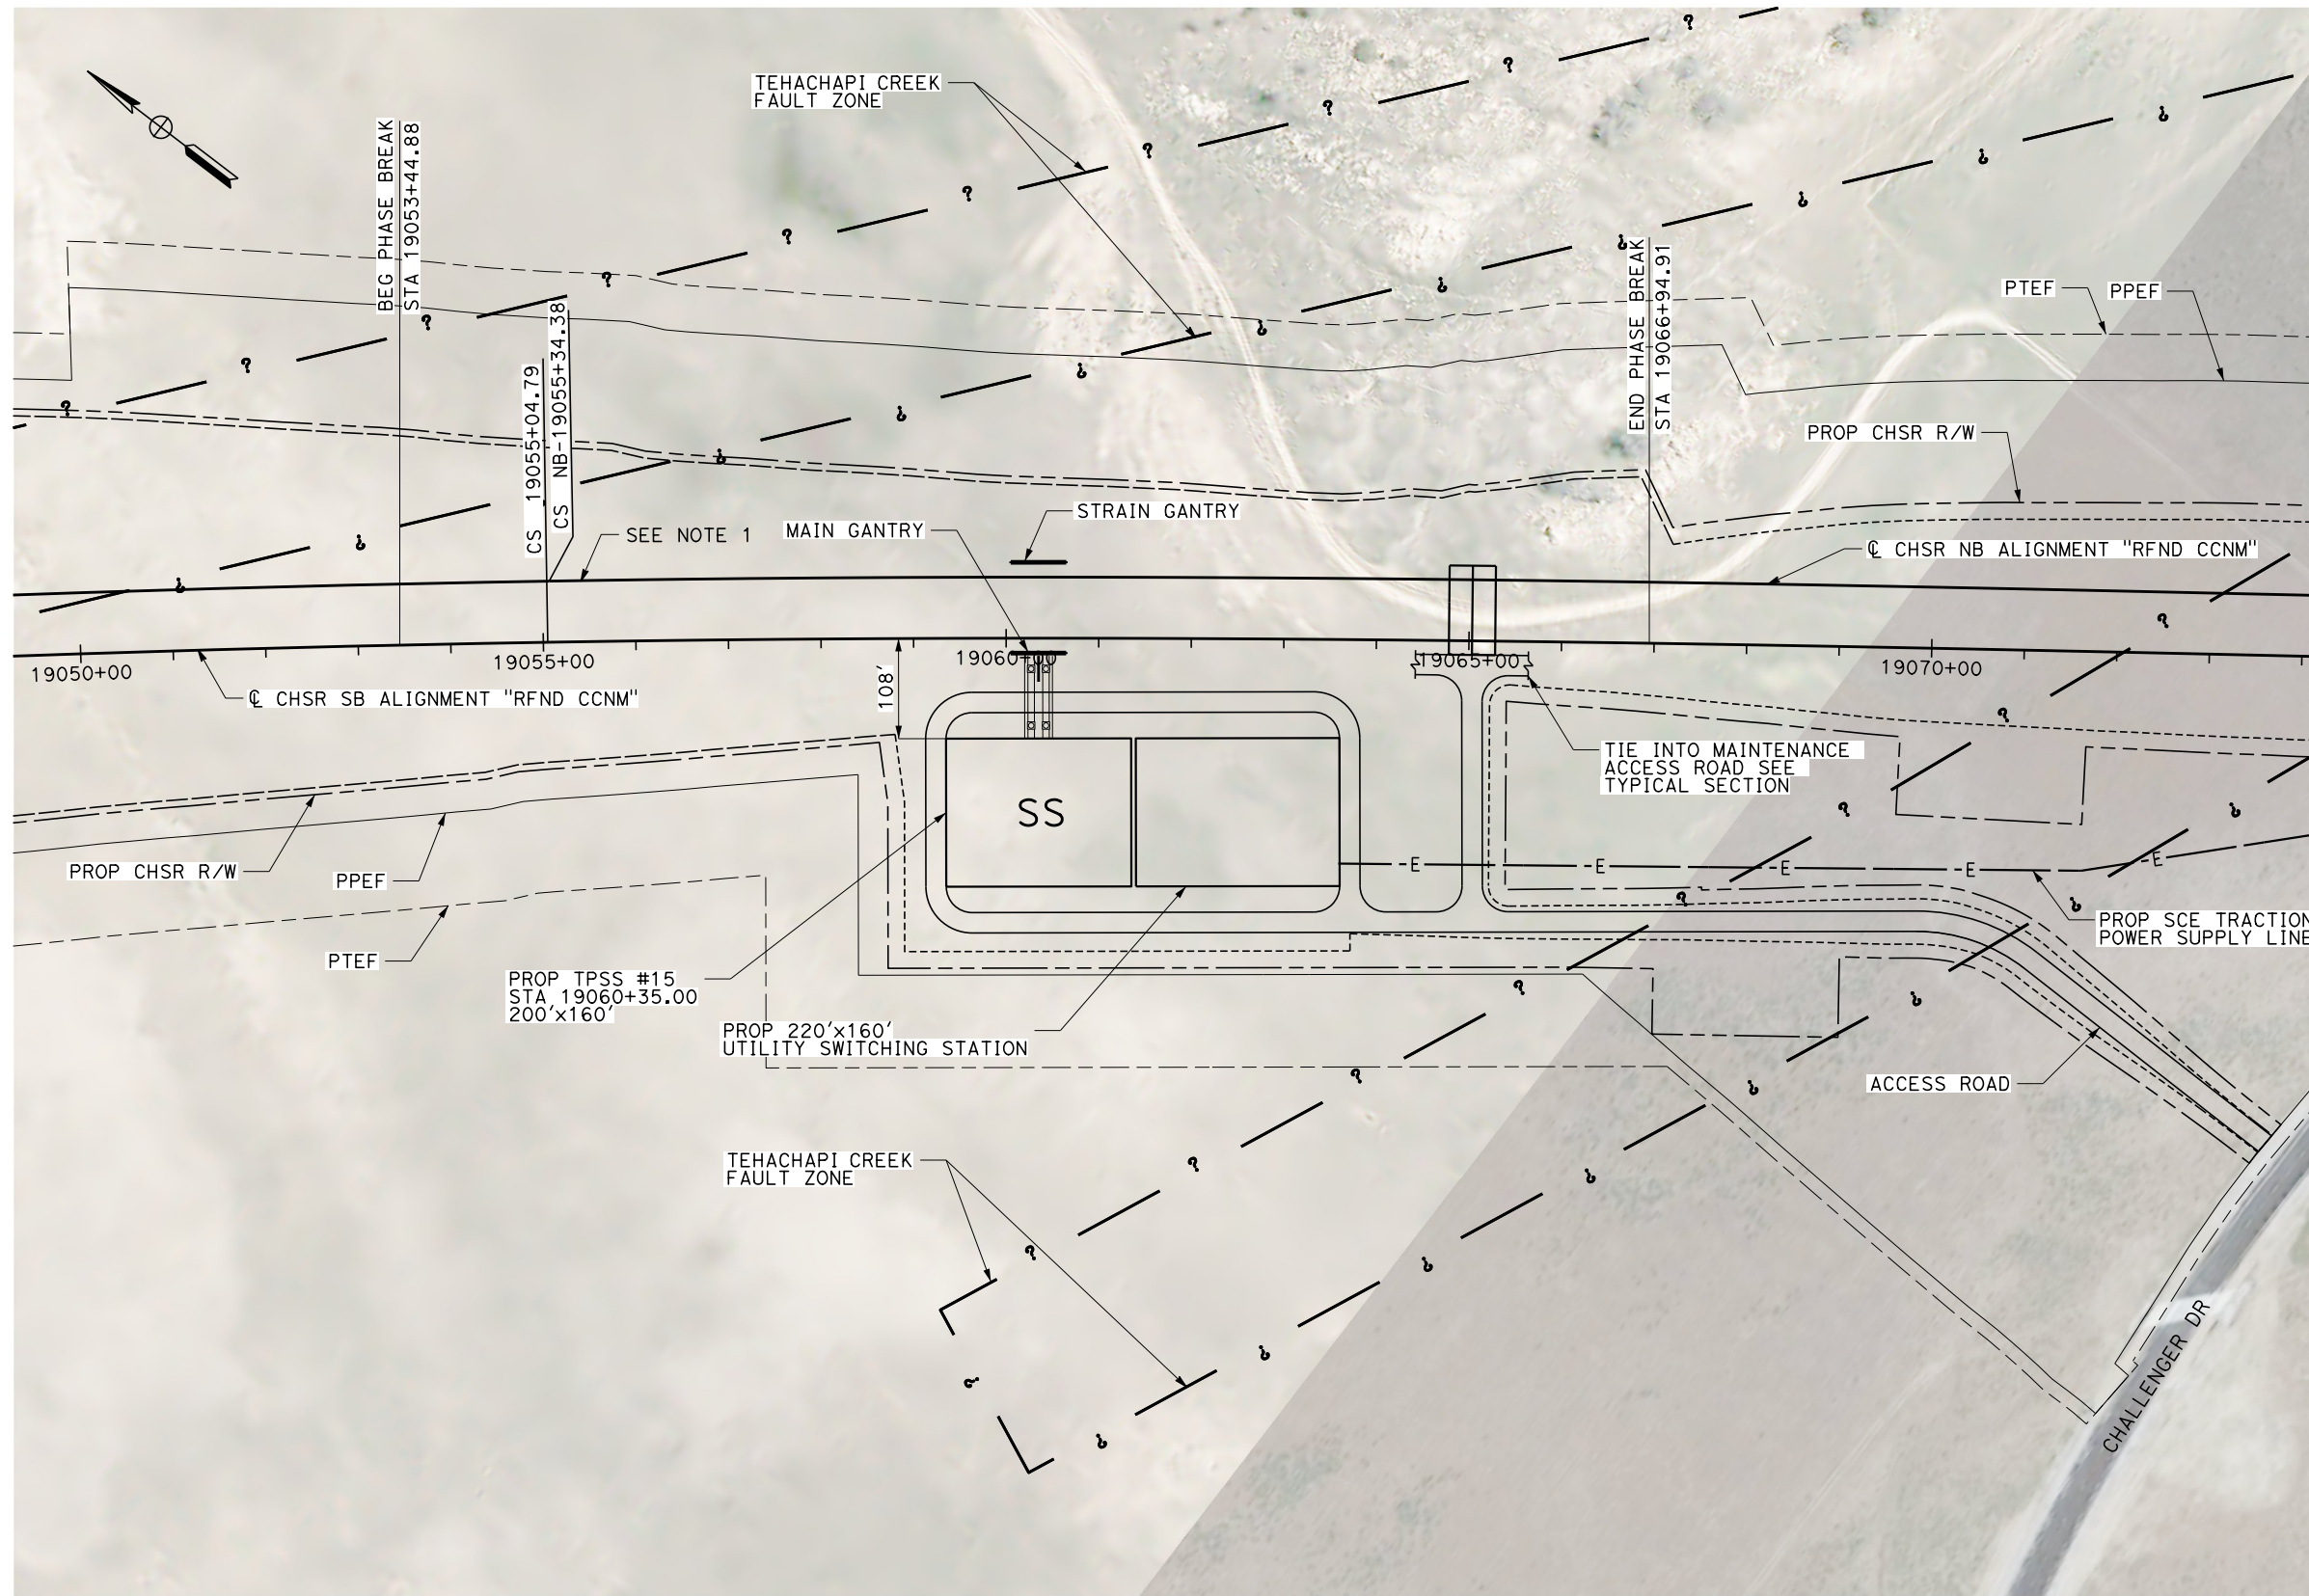 TEHACHAPI CREEK
FAULT ZONE
BEG PHASE BREAK
STA 19053+44.88
CS 19055+04.79
CS NB-19055+34.38
END PHASE BREAK
STA 19066+94.91
PTEF
PPEF
PROP CHSR R/W
STRAIN GANTRY
SEE NOTE 1
MAIN GANTRY
℄ CHSR NB ALIGNMENT "RFND CCNM"
19050+00
19055+00
19060+00
19065+00
19070+00
℄ CHSR SB ALIGNMENT "RFND CCNM"
108'
TIE INTO MAINTENANCE
ACCESS ROAD SEE
TYPICAL SECTION
SS
PROP CHSR R/W
PPEF
PTEF
E
E
E
E
E
PROP SCE TRACTION
POWER SUPPLY LINE
PROP TPSS #15
STA 19060+35.00
200'x160'
PROP 220'x160'
UTILITY SWITCHING STATION
ACCESS ROAD
TEHACHAPI CREEK
FAULT ZONE
CHALLENGER DR